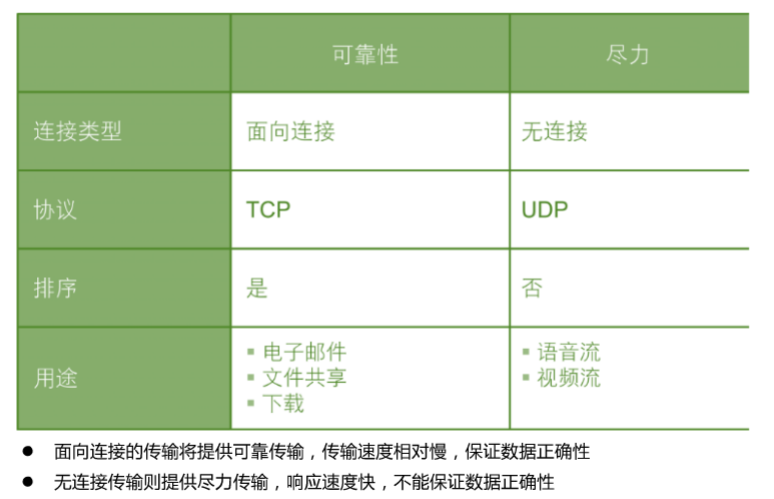 可靠性 尽力
连接类型 面向连接 无连接
协议 TCP UDP
排序 是 否
用途
▪ 电子邮件
▪ 文件共享
▪ 下载
▪ 语音流
▪ 视频流
● 面向连接的传输将提供可靠传输，传输速度相对慢，保证数据正确性
● 无连接传输则提供尽力传输，响应速度快，不能保证数据正确性